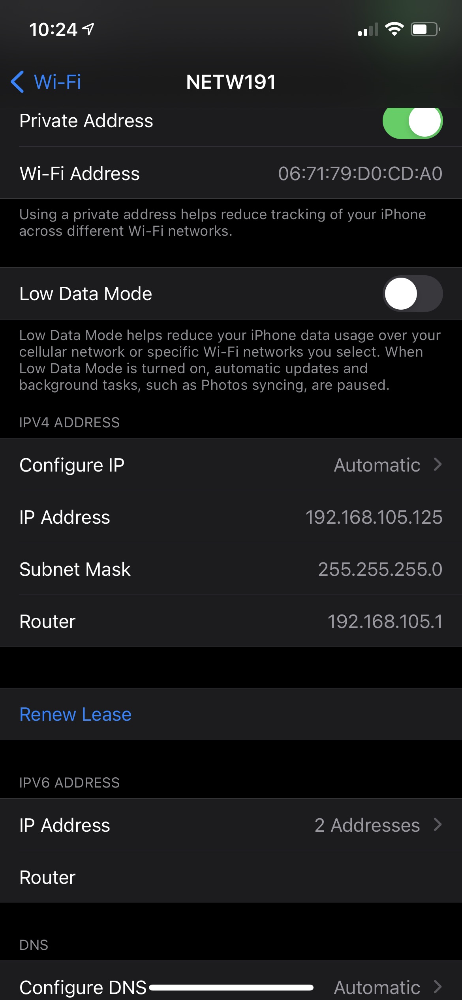 10:24
Wi-Fi
NETW191
Private Address
Wi-Fi Address 06:71:79:D0:CD:A0
Using a private address helps reduce tracking of your iPhone
across different Wi-Fi networks.
Low Data Mode
Low Data Mode helps reduce your iPhone data usage over your
cellular network or specific Wi-Fi networks you select. When
Low Data Mode is turned on, automatic updates and
background tasks, such as Photos syncing, are paused.
IPV4 ADDRESS
Configure IP Automatic
IP Address 192.168.105.125
Subnet Mask 255.255.255.0
Router 192.168.105.1
Renew Lease
IPV6 ADDRESS
IP Address 2 Addresses
Router
DNS
Configure DNS Automatic